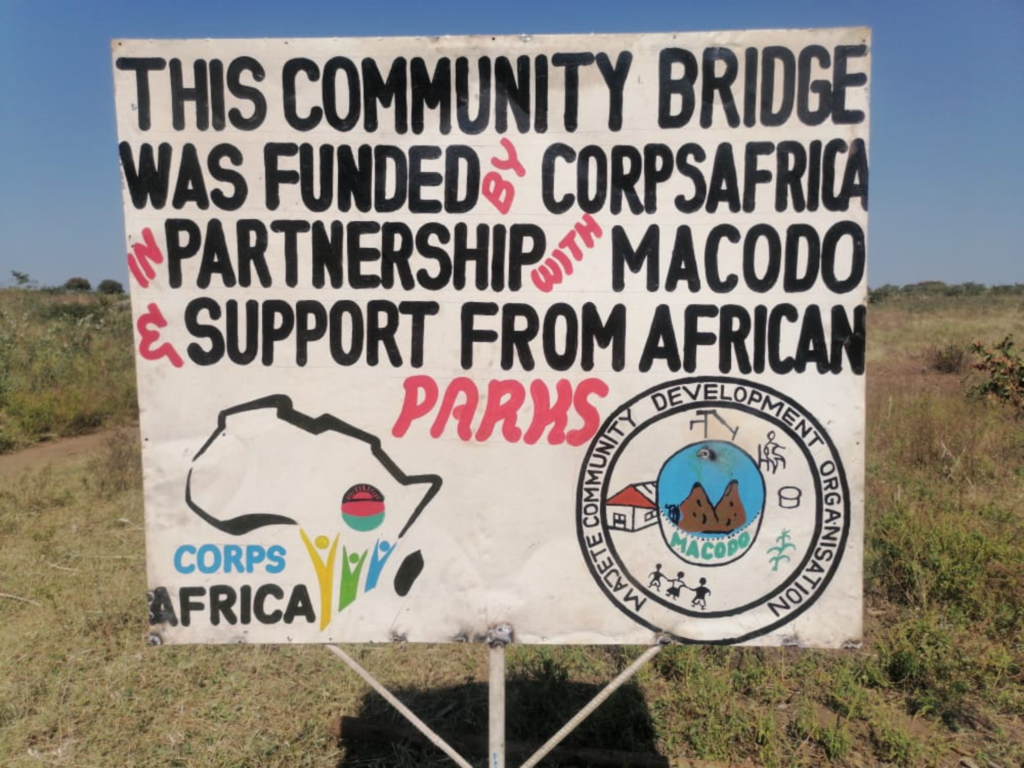 THIS COMMUNITY BRIDGE
WAS FUNDED BY CORPSAFRICA
IN PARTNERSHIP WITH MACODO
& SUPPORT FROM AFRICAN
PARKS
CORPS
AFRICA
MAJETE COMMUNITY DEVELOPMENT ORGANISATION
MACODO